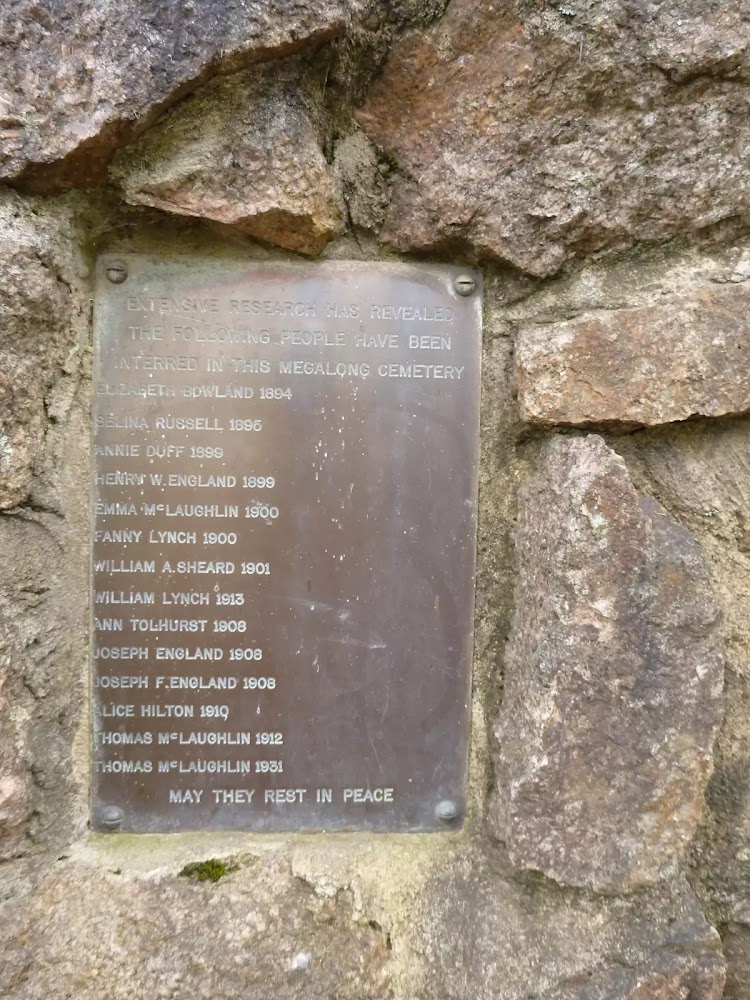 EXTENSIVE RESEARCH HAS REVEALED
THE FOLLOWING PEOPLE HAVE BEEN
INTERRED IN THIS MEGALONG CEMETERY
ELIZABETH BOWLAND 1894
SELINA RUSSELL 1895
ANNIE DUFF 1899
HENRY W. ENGLAND 1899
EMMA McLAUGHLIN 1900
FANNY LYNCH 1900
WILLIAM A. SHEARD 1901
WILLIAM LYNCH 1913
ANN TOLHURST 1908
JOSEPH ENGLAND 1908
JOSEPH F. ENGLAND 1908
ALICE HILTON 1910
THOMAS McLAUGHLIN 1912
THOMAS McLAUGHLIN 1931
MAY THEY REST IN PEACE